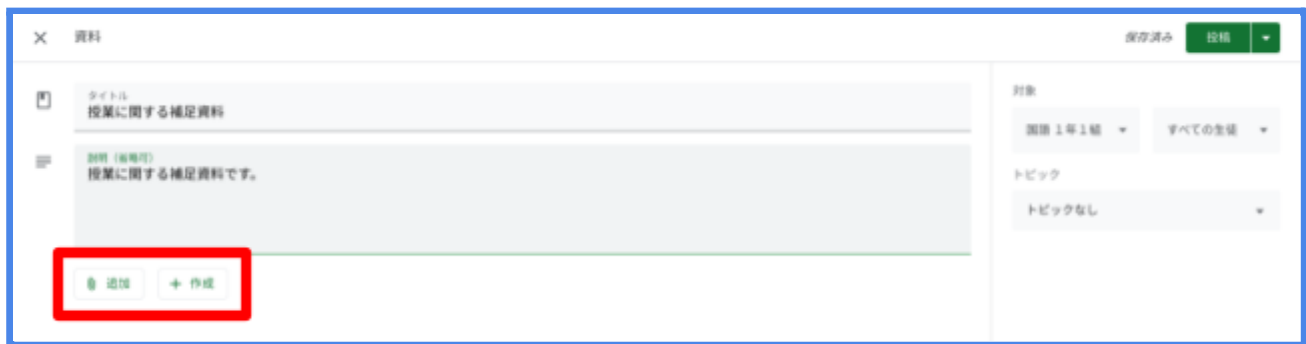 資料
保存済み
投稿
タイトル
授業に関する補足資料
説明（省略可）
授業に関する補足資料です。
追加
作成
対象
国語 1年1組
すべての生徒
トピック
トピックなし